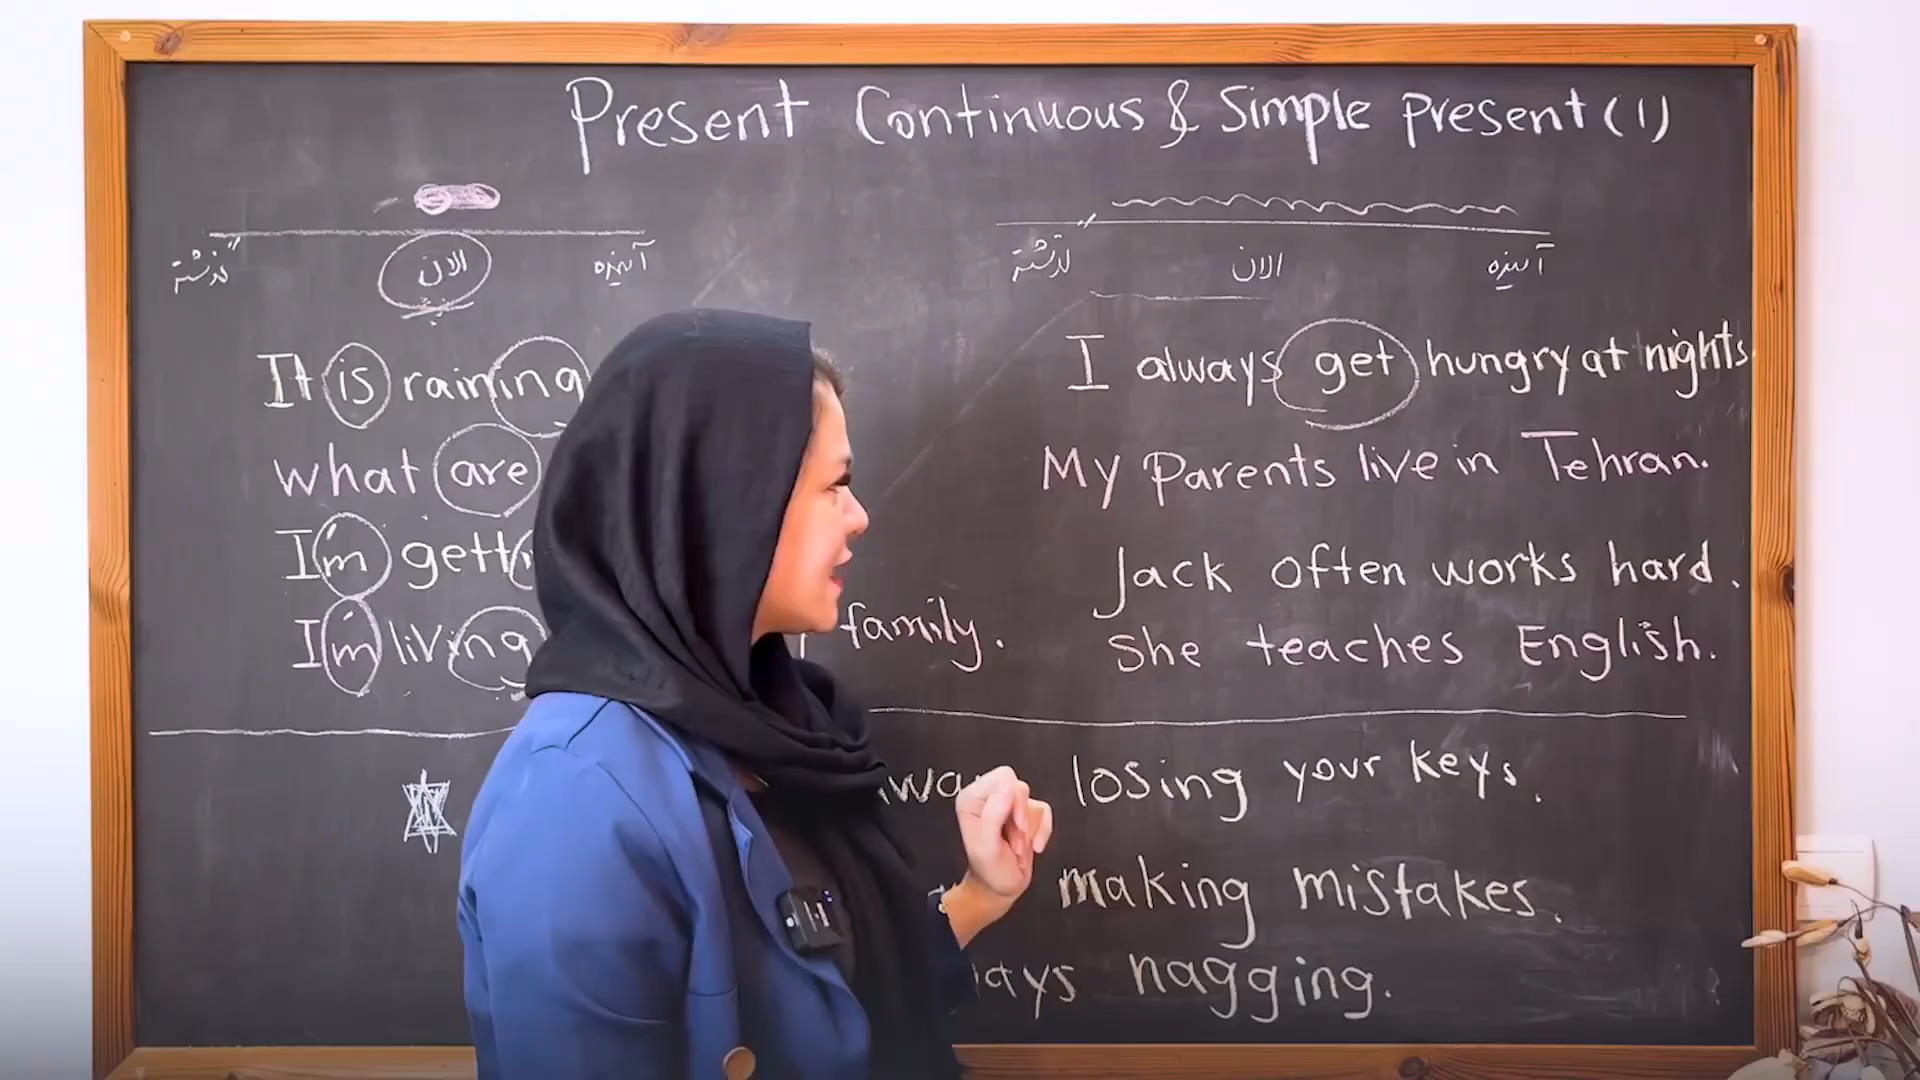 Present Continuous & Simple Present (1)
گذشته الان آینده
گذشته الان آینده
It is raining
what are
I'm getti
I'm living
family.
I always get hungry at nights
My Parents live in Tehran.
Jack often works hard.
She teaches English.
losing your keys.
making mistakes.
ays nagging.